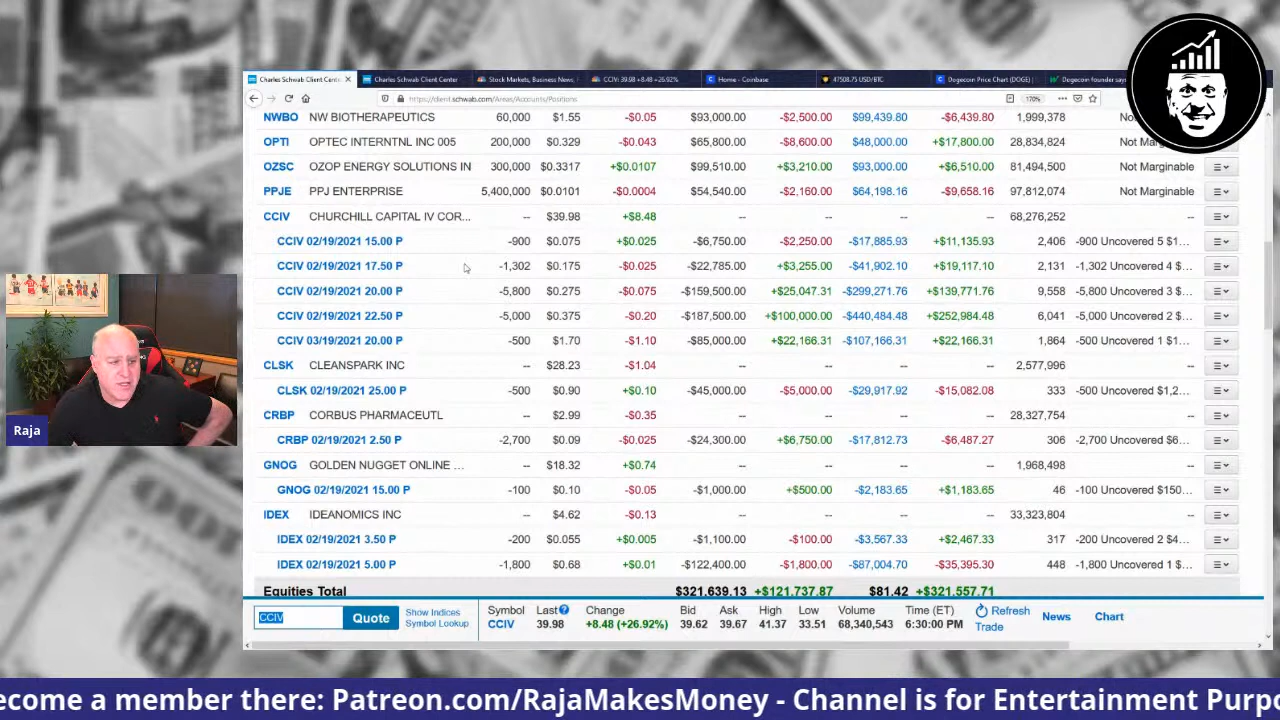 Charles Schwab Client Cente
Charles Schwab Client Center
Stock Markets, Business News, F
CCIV: 39.98 +8.48 +26.92%
Home - Coinbase
47508.75 USD/BTC
Dogecoin Price Chart (DOGE) |
Dogecoin founder say
https://client.schwab.com/Areas/Accounts/Positions
170%
NWBO NW BIOTHERAPEUTICS 60,000 $1.55 -$0.05 $93,000.00 -$2,500.00 $99,439.80 -$6,439.80 1,999,378 Not
OPTI OPTEC INTERNTNL INC 005 200,000 $0.329 -$0.043 $65,800.00 -$8,600.00 $48,000.00 +$17,800.00 28,834,824 Not
OZSC OZOP ENERGY SOLUTIONS IN 300,000 $0.3317 +$0.0107 $99,510.00 +$3,210.00 $93,000.00 +$6,510.00 81,494,500 Not Marginable
PPJE PPJ ENTERPRISE 5,400,000 $0.0101 -$0.0004 $54,540.00 -$2,160.00 $64,198.16 -$9,658.16 97,812,074 Not Marginable
CCIV CHURCHILL CAPITAL IV COR... -- $39.98 +$8.48 -- -- -- -- 68,276,252 --
CCIV 02/19/2021 15.00 P -900 $0.075 +$0.025 -$6,750.00 -$2,250.00 -$17,885.93 +$11,135.93 2,406 -900 Uncovered 5 $1...
CCIV 02/19/2021 17.50 P -1,302 $0.175 -$0.025 -$22,785.00 +$3,255.00 -$41,902.10 +$19,117.10 2,131 -1,302 Uncovered 4 $...
CCIV 02/19/2021 20.00 P -5,800 $0.275 -$0.075 -$159,500.00 +$25,047.31 -$299,271.76 +$139,771.76 9,558 -5,800 Uncovered 3 $...
CCIV 02/19/2021 22.50 P -5,000 $0.375 -$0.20 -$187,500.00 +$100,000.00 -$440,484.48 +$252,984.48 6,041 -5,000 Uncovered 2 $...
CCIV 03/19/2021 20.00 P -500 $1.70 -$1.10 -$85,000.00 +$22,166.31 -$107,166.31 +$22,166.31 1,864 -500 Uncovered 1 $1...
CLSK CLEANSPARK INC -- $28.23 -$1.04 -- -- -- -- 2,577,996 --
CLSK 02/19/2021 25.00 P -500 $0.90 +$0.10 -$45,000.00 -$5,000.00 -$29,917.92 -$15,082.08 333 -500 Uncovered $1,2...
CRBP CORBUS PHARMACEUTL -- $2.99 -$0.35 -- -- -- -- 28,327,754 --
CRBP 02/19/2021 2.50 P -2,700 $0.09 -$0.025 -$24,300.00 +$6,750.00 -$17,812.73 -$6,487.27 306 -2,700 Uncovered $6...
GNOG GOLDEN NUGGET ONLINE ... -- $18.32 +$0.74 -- -- -- -- 1,968,498 --
GNOG 02/19/2021 15.00 P -100 $0.10 -$0.05 -$1,000.00 +$500.00 -$2,183.65 +$1,183.65 46 -100 Uncovered $150...
IDEX IDEANOMICS INC -- $4.62 -$0.13 -- -- -- -- 33,323,804 --
IDEX 02/19/2021 3.50 P -200 $0.055 +$0.005 -$1,100.00 -$100.00 -$3,567.33 +$2,467.33 317 -200 Uncovered 2 $4...
IDEX 02/19/2021 5.00 P -1,800 $0.68 +$0.01 -$122,400.00 -$1,800.00 -$87,004.70 -$35,395.30 448 -1,800 Uncovered 1 $...
Equities Total $321,639.13 +$121,737.87 $81.42 +$321,557.71
CCIV Quote
Show Indices
Symbol Lookup
Symbol Last Change Bid Ask High Low Volume Time (ET)
CCIV 39.98 +8.48 (+26.92%) 39.62 39.67 41.37 33.51 68,340,543 6:30:00 PM
Refresh
Trade
News
Chart
Raja
ecome a member there: Patreon.com/RajaMakesMoney - Channel is for Entertainment Purpo